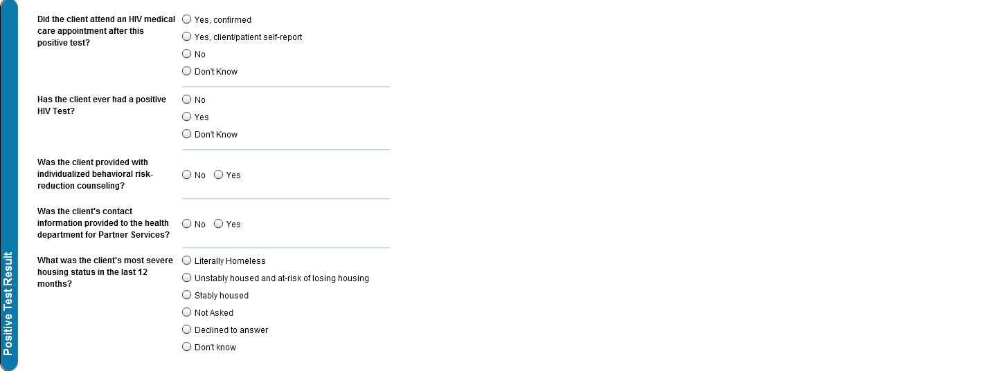 Did the client attend an HIV medical
care appointment after this
positive test?
Yes, confirmed
Yes, client/patient self-report
No
Don't Know
Has the client ever had a positive
HIV Test?
No
Yes
Don't Know
Was the client provided with
individualized behavioral risk-
reduction counseling?
No Yes
Was the client's contact
information provided to the health
department for Partner Services?
No Yes
What was the client's most severe
housing status in the last 12
months?
Literally Homeless
Unstably housed and at-risk of losing housing
Stably housed
Not Asked
Declined to answer
Don't know
Positive Test Result